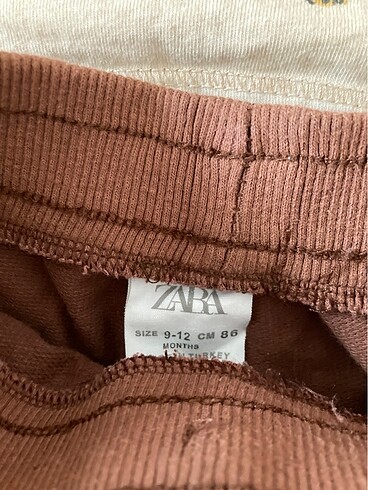 ZARA
SIZE 9-12 CM 86
MONTHS
TURKEY